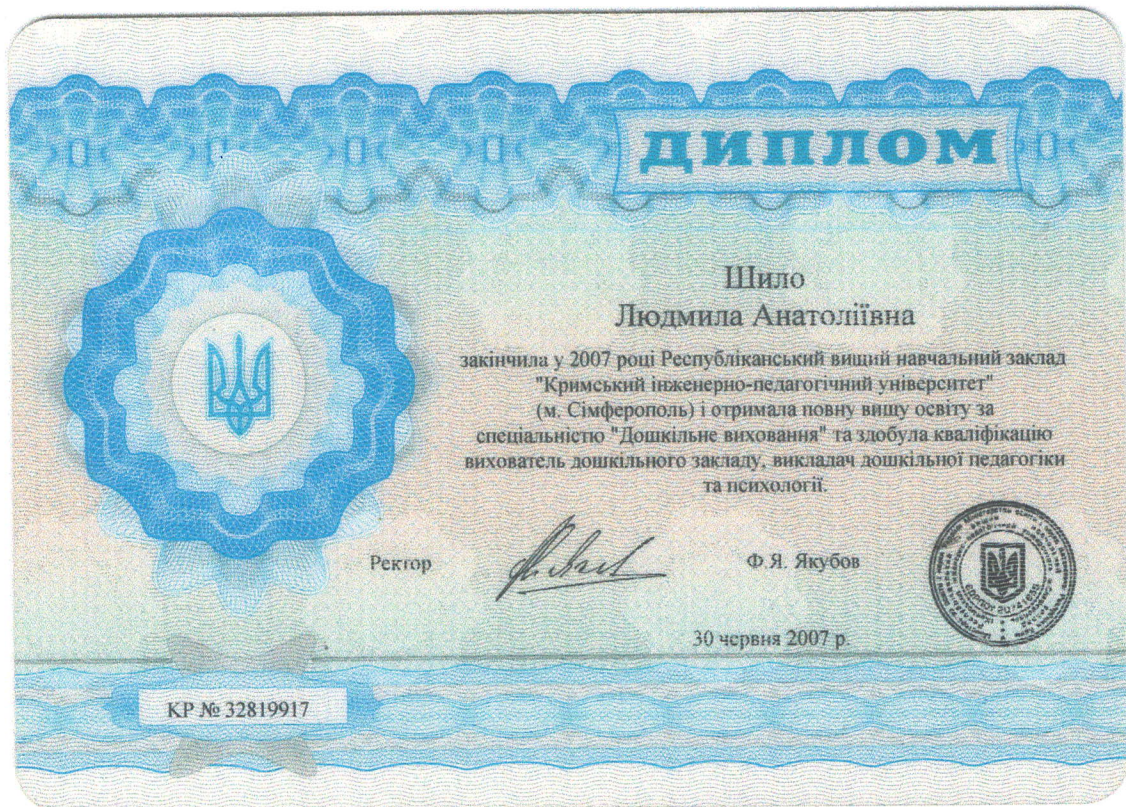 ДИПЛОМ
Шило
Людмила Анатоліївна
закінчила у 2007 році Республіканський вищий навчальний заклад
"Кримський інженерно-педагогічний університет"
(м. Сімферополь) і отримала повну вищу освіту за
спеціальністю "Дошкільне виховання" та здобула кваліфікацію
вихователь дошкільного закладу, викладач дошкільної педагогіки
та психології.
Ректор
Ф.Я. Якубов
30 червня 2007 р.
КР № 32819917